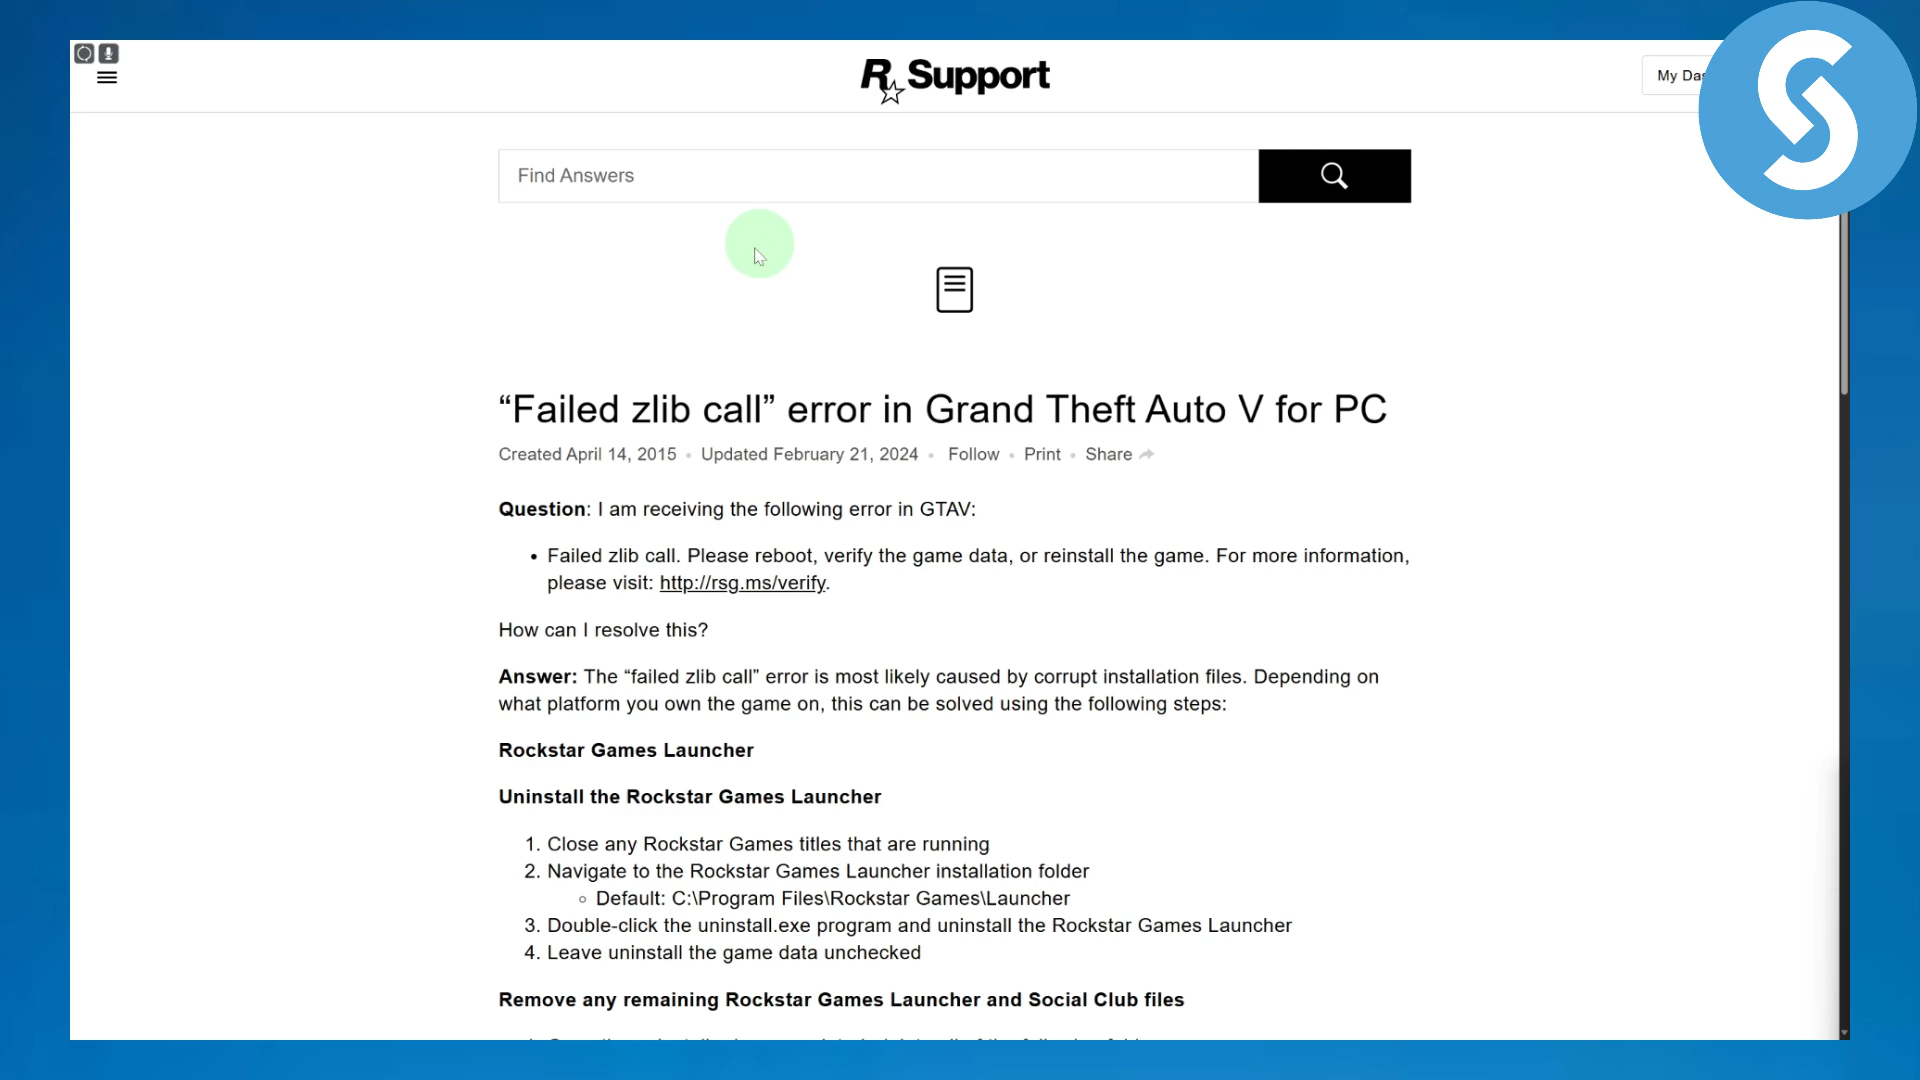 R Support
My Das
Find Answers
“Failed zlib call” error in Grand Theft Auto V for PC
Created April 14, 2015 • Updated February 21, 2024 • Follow • Print • Share
Question: I am receiving the following error in GTAV:
• Failed zlib call. Please reboot, verify the game data, or reinstall the game. For more information,
please visit: http://rsg.ms/verify.
How can I resolve this?
Answer: The “failed zlib call” error is most likely caused by corrupt installation files. Depending on
what platform you own the game on, this can be solved using the following steps:
Rockstar Games Launcher
Uninstall the Rockstar Games Launcher
1. Close any Rockstar Games titles that are running
2. Navigate to the Rockstar Games Launcher installation folder
◦ Default: C:\Program Files\Rockstar Games\Launcher
3. Double-click the uninstall.exe program and uninstall the Rockstar Games Launcher
4. Leave uninstall the game data unchecked
Remove any remaining Rockstar Games Launcher and Social Club files